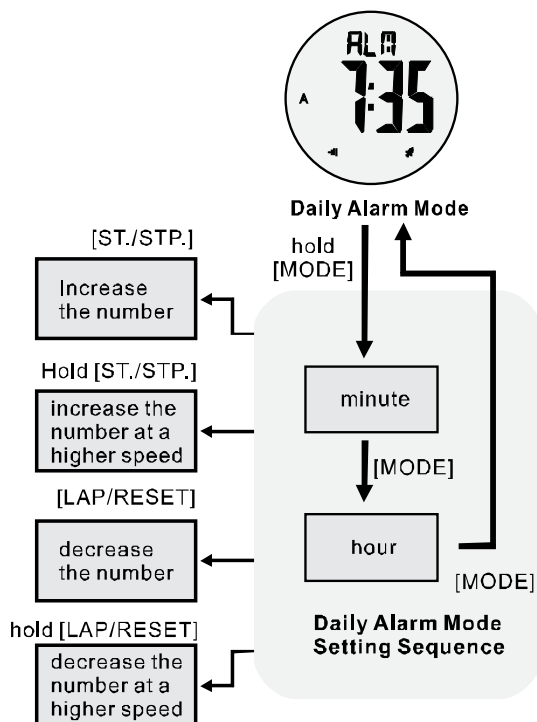 ALM
7:35
A
Daily Alarm Mode
hold
[MODE]
[ST./STP.]
Increase
the number
Hold [ST./STP.]
increase the
number at a
higher speed
[LAP/RESET]
decrease
the number
hold [LAP/RESET]
decrease the
number at a
higher speed
minute
[MODE]
hour
[MODE]
Daily Alarm Mode
Setting Sequence